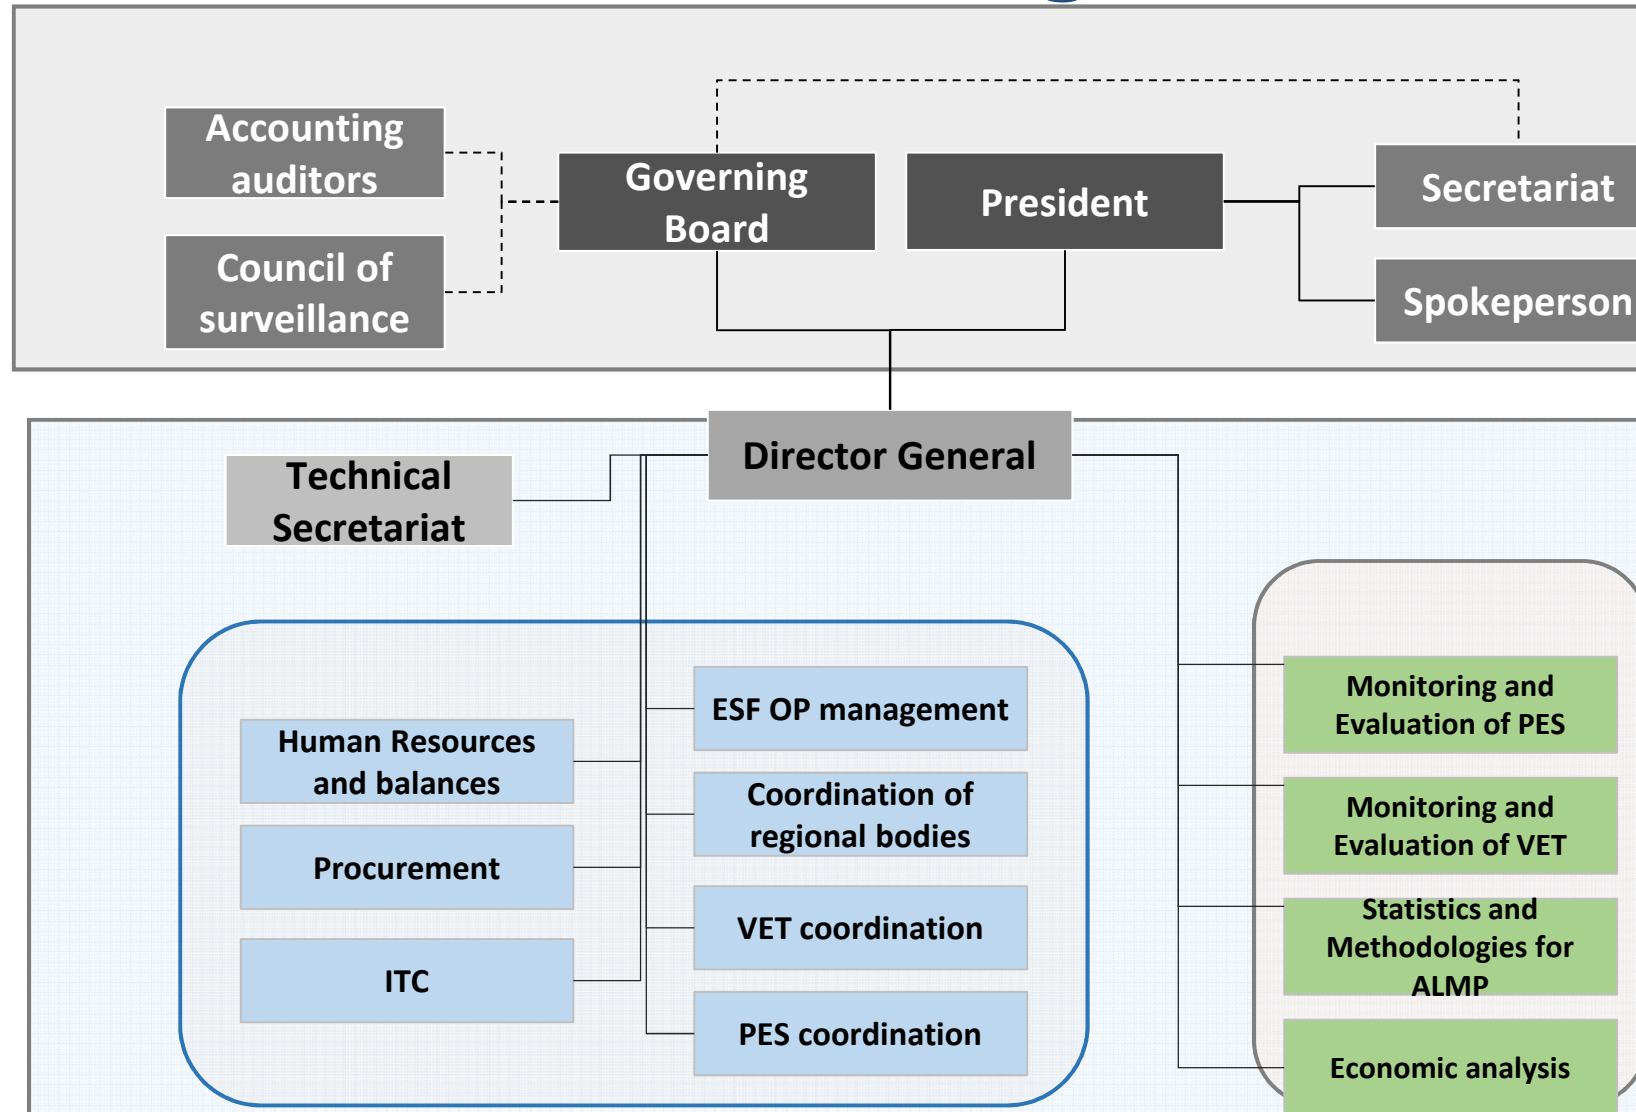 Accounting
auditors
Governing
Board
President
Secretariat
Council of
surveillance
Spokeperson
Director General
Technical
Secretariat
Human Resources
and balances
Procurement
ITC
ESF OP management
Coordination of
regional bodies
VET coordination
PES coordination
Monitoring and
Evaluation of PES
Monitoring and
Evaluation of VET
Statistics and
Methodologies for
ALMP
Economic analysis